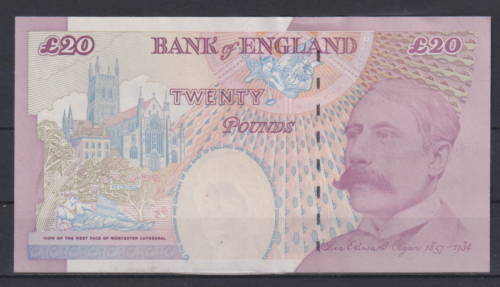 £20 BANK of ENGLAND £20
TWENTY
POUNDS
VIEW OF THE WEST FACE OF WORCESTER CATHEDRAL
Sir Edward Elgar 1857-1934